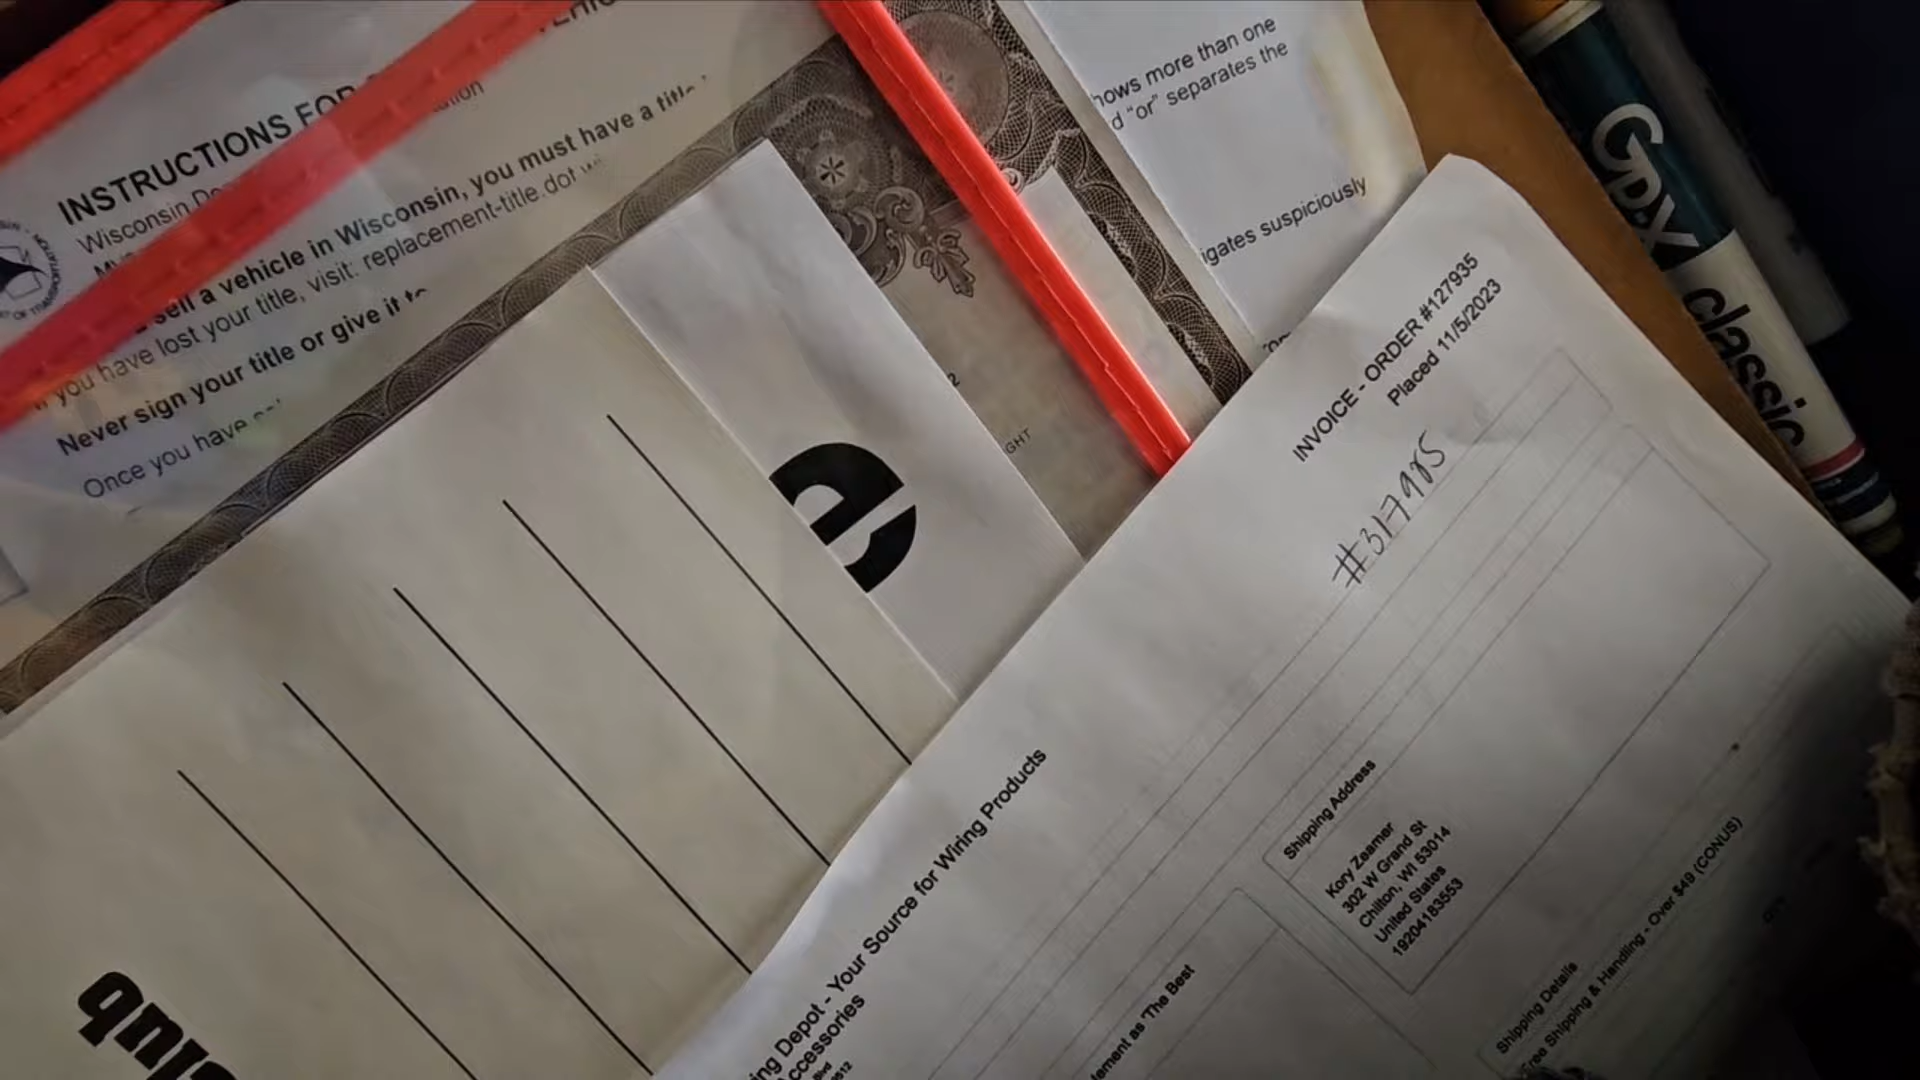 INSTRUCTIONS FOR
Wisconsin
sell a vehicle in Wisconsin, you must have a title
you have lost your title, visit: replacement-title.dot
Never sign your title or give it to
Once you have
hows more than one
d “or” separates the
igates suspiciously
GHT
e
INVOICE - ORDER #127935
Placed 11/5/2023
#317985
ing Depot - Your Source for Wiring Products
Accessories
lement as 'The Best
Shipping Address
Kory Zeamer
302 W Grand St
Chilton, WI 53014
United States
19204183553
Shipping Details
Free Shipping & Handling - Over $49 (CONUS)
GPX
classic